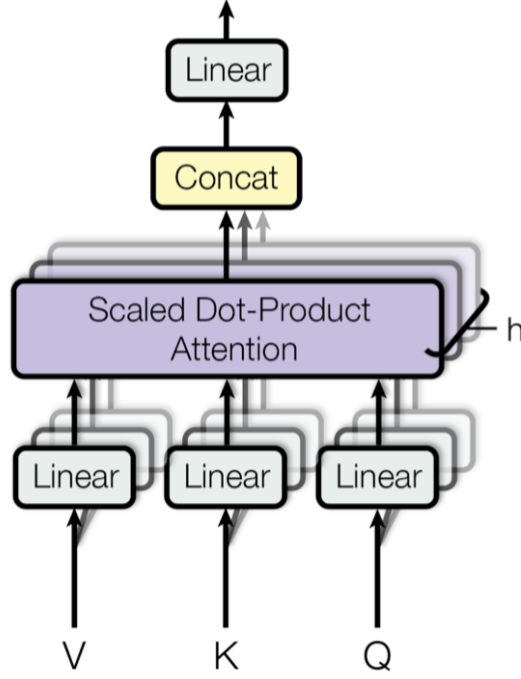 Linear
Concat
Scaled Dot-Product
Attention
h
Linear Linear Linear
V K Q